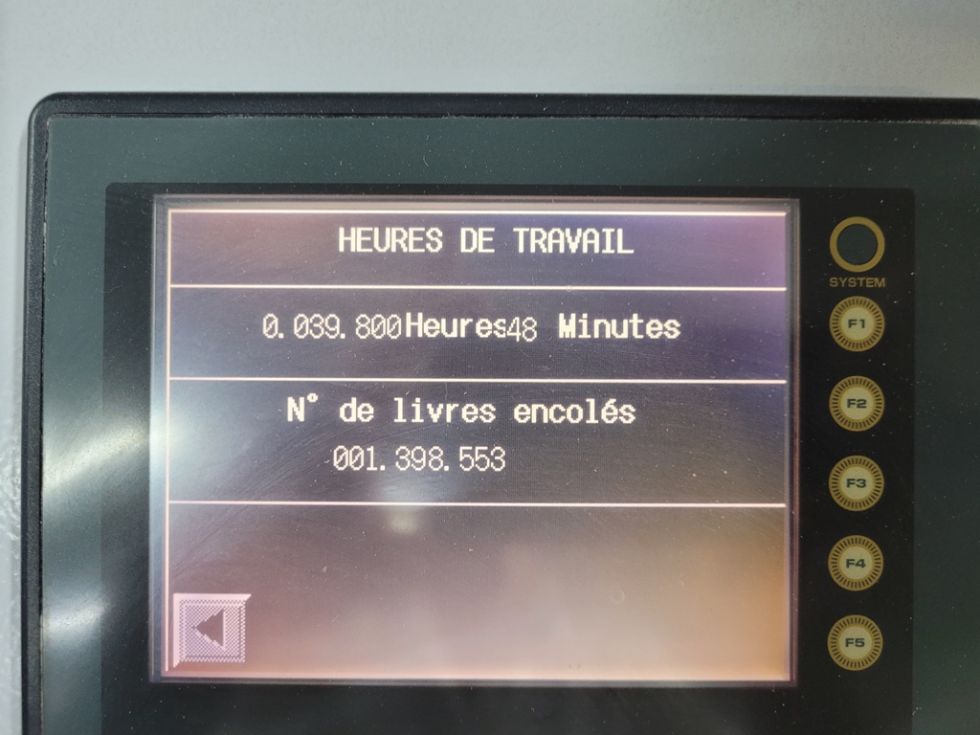 HEURES DE TRAVAIL
0.039.800Heures48 Minutes
N° de livres encolés
001.398.553
SYSTEM
F1
F2
F3
F4
F5